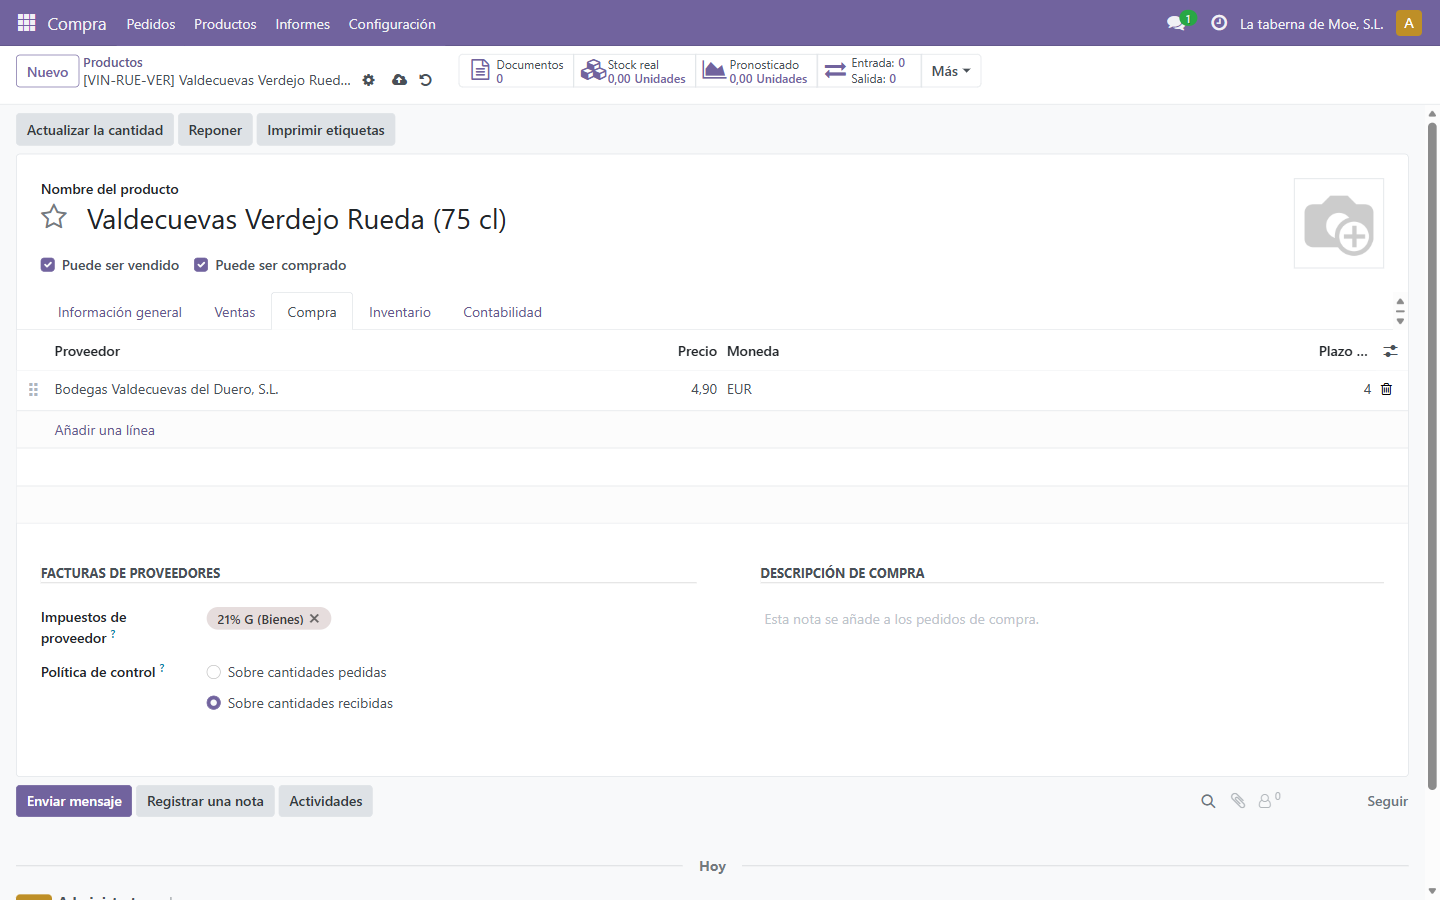 Compra Pedidos Productos Informes Configuración 1 La taberna de Moe, S.L. A
Nuevo
Productos
[VIN-RUE-VER] Valdecuevas Verdejo Rued...
Documentos
0
Stock real
0,00 Unidades
Pronosticado
0,00 Unidades
Entrada: 0
Salida: 0
Más
Actualizar la cantidad Reponer Imprimir etiquetas
Nombre del producto
Valdecuevas Verdejo Rueda (75 cl)
Puede ser vendido Puede ser comprado
Información general Ventas Compra Inventario Contabilidad
Proveedor Precio Moneda Plazo ...
Bodegas Valdecuevas del Duero, S.L. 4,90 EUR 4
Añadir una línea
FACTURAS DE PROVEEDORES
Impuestos de
proveedor ?
21% G (Bienes)
Política de control ?
Sobre cantidades pedidas
Sobre cantidades recibidas
DESCRIPCIÓN DE COMPRA
Esta nota se añade a los pedidos de compra.
Enviar mensaje Registrar una nota Actividades 0 Seguir
Hoy